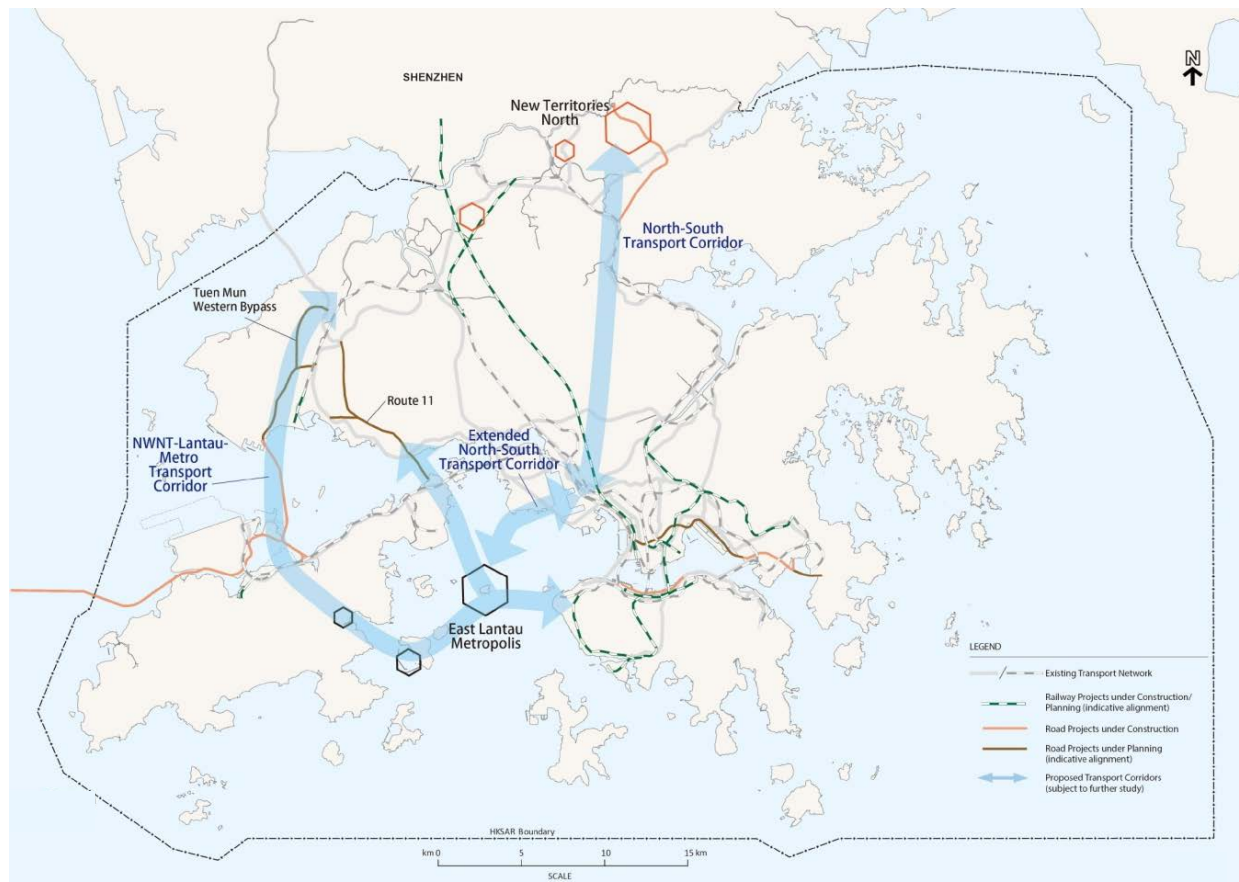 N
SHENZHEN
New Territories
North
North-South
Transport Corridor
Tuen Mun
Western Bypass
Route 11
NWNT-Lantau-
Metro
Transport
Corridor
Extended
North-South
Transport Corridor
East Lantau
Metropolis
LEGEND
Existing Transport Network
Railway Projects under Construction/
Planning (indicative alignment)
Road Projects under Construction
Road Projects under Planning
(indicative alignment)
Proposed Transport Corridors
(subject to further study)
HKSAR Boundary
km 0 5 10 15 km
SCALE